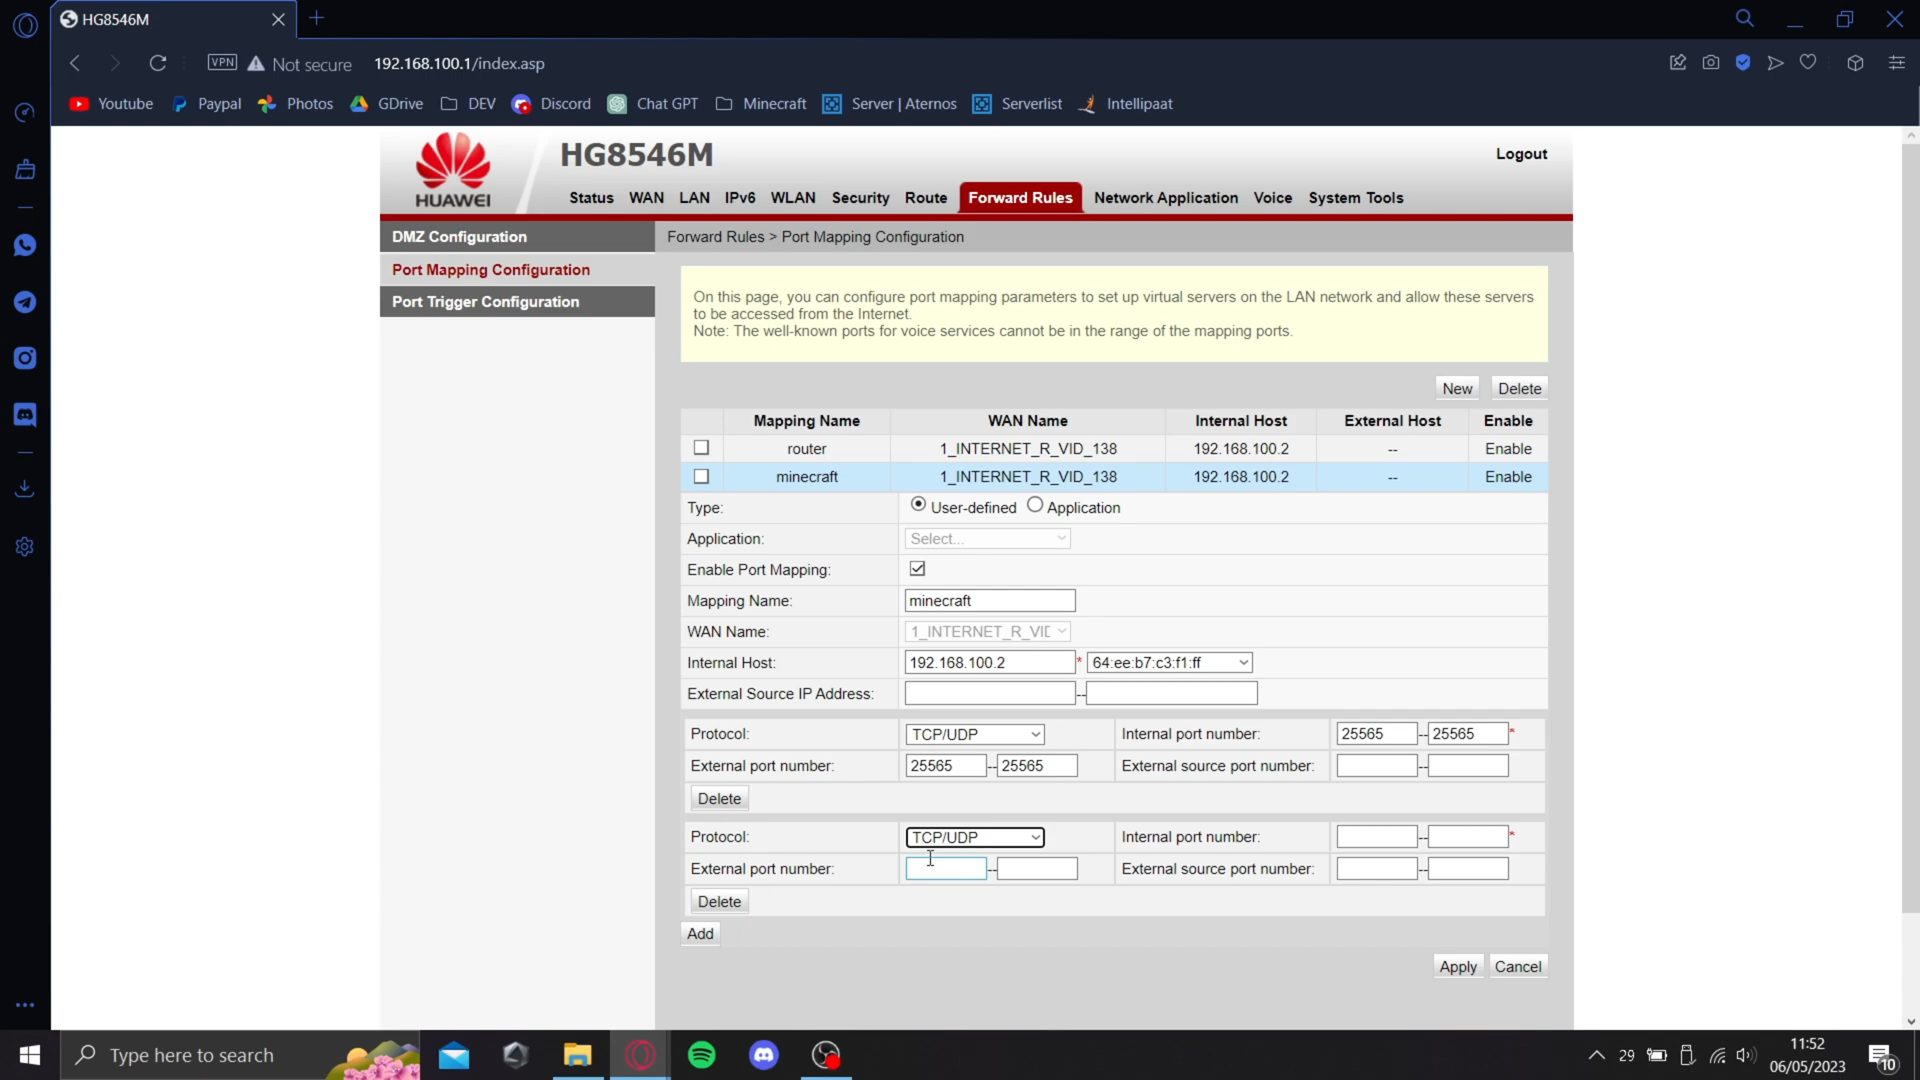 HG8546M
VPN
Not secure
192.168.100.1/index.asp
Youtube
Paypal
Photos
GDrive
DEV
Discord
Chat GPT
Minecraft
Server | Aternos
Serverlist
Intellipaat
HUAWEI
HG8546M
Logout
Status WAN LAN IPv6 WLAN Security Route Forward Rules Network Application Voice System Tools
DMZ Configuration
Port Mapping Configuration
Port Trigger Configuration
Forward Rules > Port Mapping Configuration
On this page, you can configure port mapping parameters to set up virtual servers on the LAN network and allow these servers
to be accessed from the Internet.
Note: The well-known ports for voice services cannot be in the range of the mapping ports.
New Delete
Mapping Name WAN Name Internal Host External Host Enable
router 1_INTERNET_R_VID_138 192.168.100.2 -- Enable
minecraft 1_INTERNET_R_VID_138 192.168.100.2 -- Enable
Type: User-defined Application
Application: Select...
Enable Port Mapping:
Mapping Name: minecraft
WAN Name: 1_INTERNET_R_VIE
Internal Host: 192.168.100.2 * 64:ee:b7:c3:f1:ff
External Source IP Address: --
Protocol: TCP/UDP Internal port number: 25565 -- 25565 *
External port number: 25565 -- 25565 External source port number: --
Delete
Protocol: TCP/UDP Internal port number: -- *
External port number: -- External source port number: --
Delete
Add
Apply Cancel
Type here to search
29
11:52
06/05/2023
10